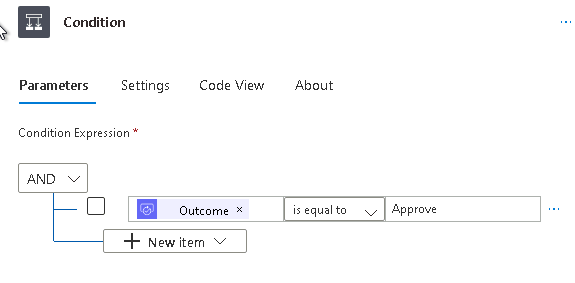 Condition
Parameters Settings Code View About
Condition Expression *
AND
Outcome × is equal to Approve
New item